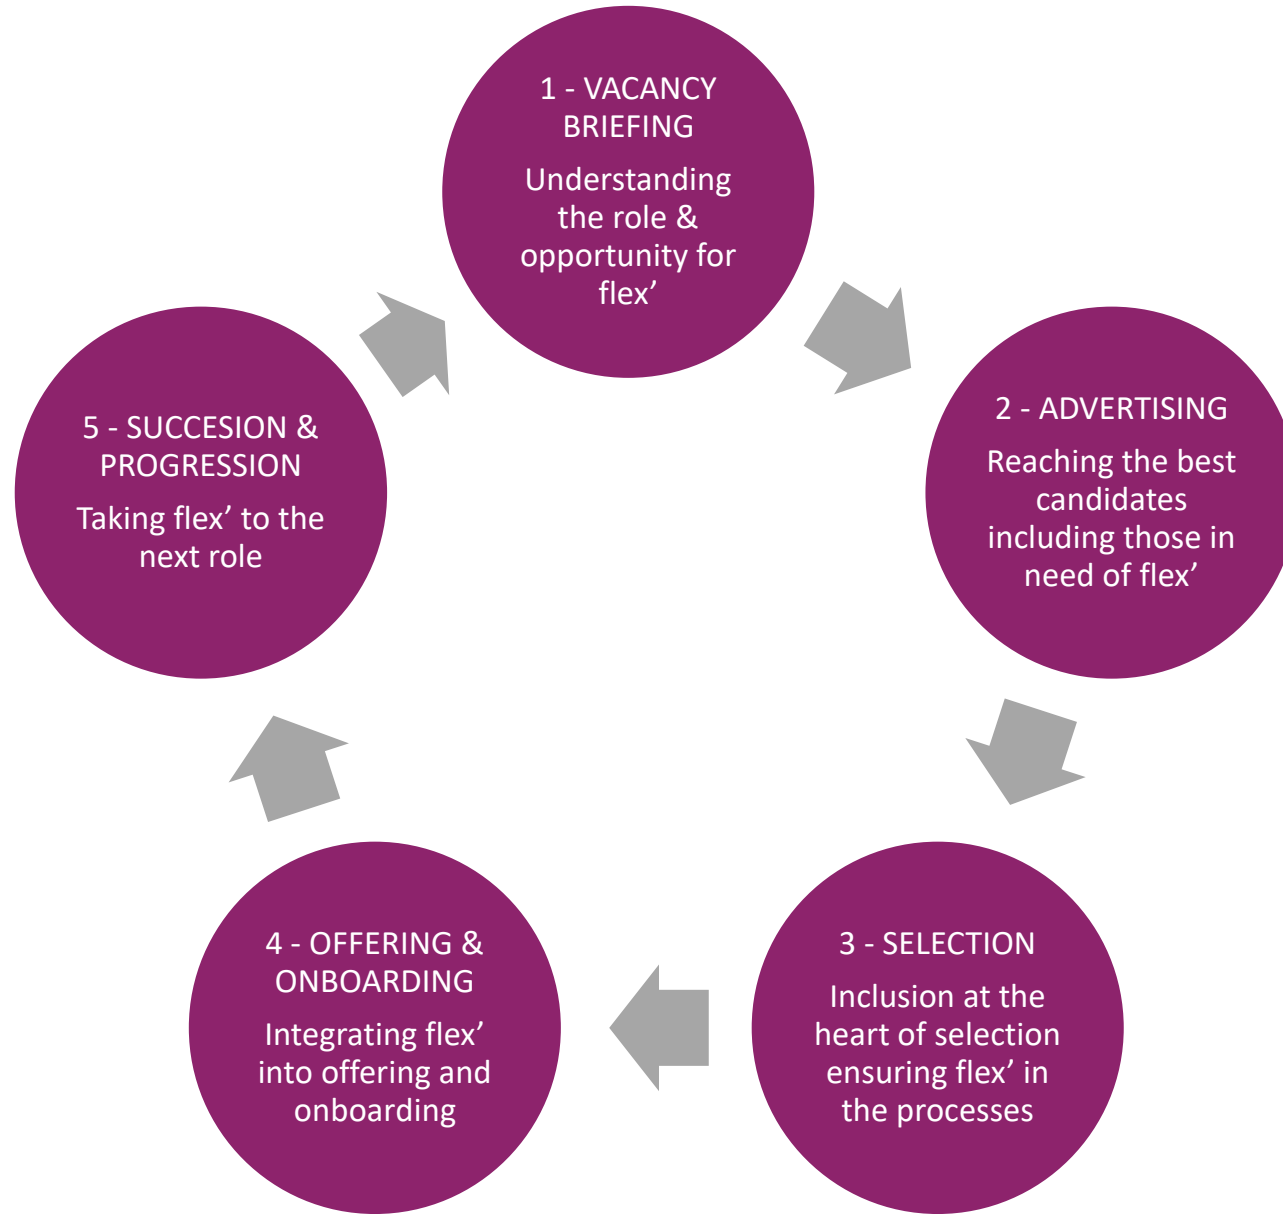 1 - VACANCY
BRIEFING
Understanding
the role &
opportunity for
flex’
2 - ADVERTISING
Reaching the best
candidates
including those in
need of flex’
3 - SELECTION
Inclusion at the
heart of selection
ensuring flex’ in
the processes
4 - OFFERING &
ONBOARDING
Integrating flex’
into offering and
onboarding
5 - SUCCESION &
PROGRESSION
Taking flex’ to the
next role